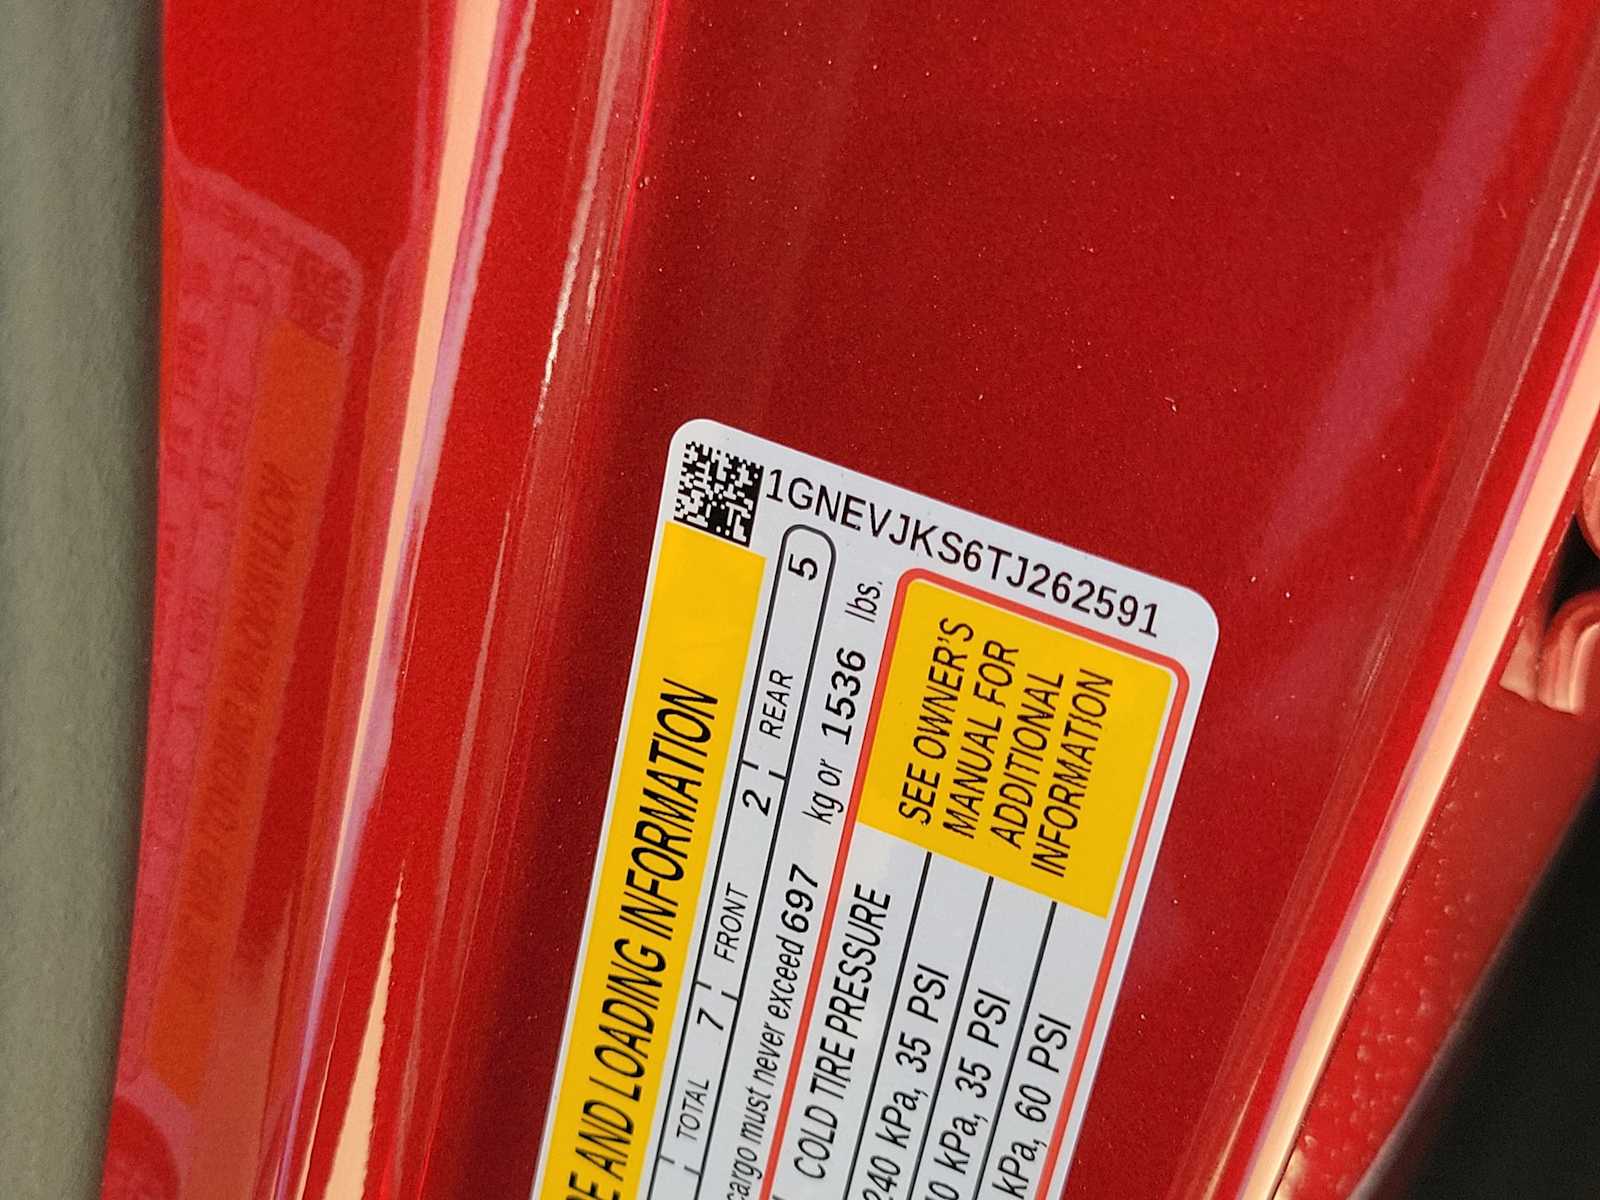 1GNEVJKS6TJ262591
AND LOADING INFORMATION
TOTAL 7 FRONT 2 REAR 5
cargo must never exceed 697 kg or 1536 lbs.
COLD TIRE PRESSURE
240 kPa, 35 PSI
kPa, 35 PSI
kPa, 60 PSI
SEE OWNER'S
MANUAL FOR
ADDITIONAL
INFORMATION